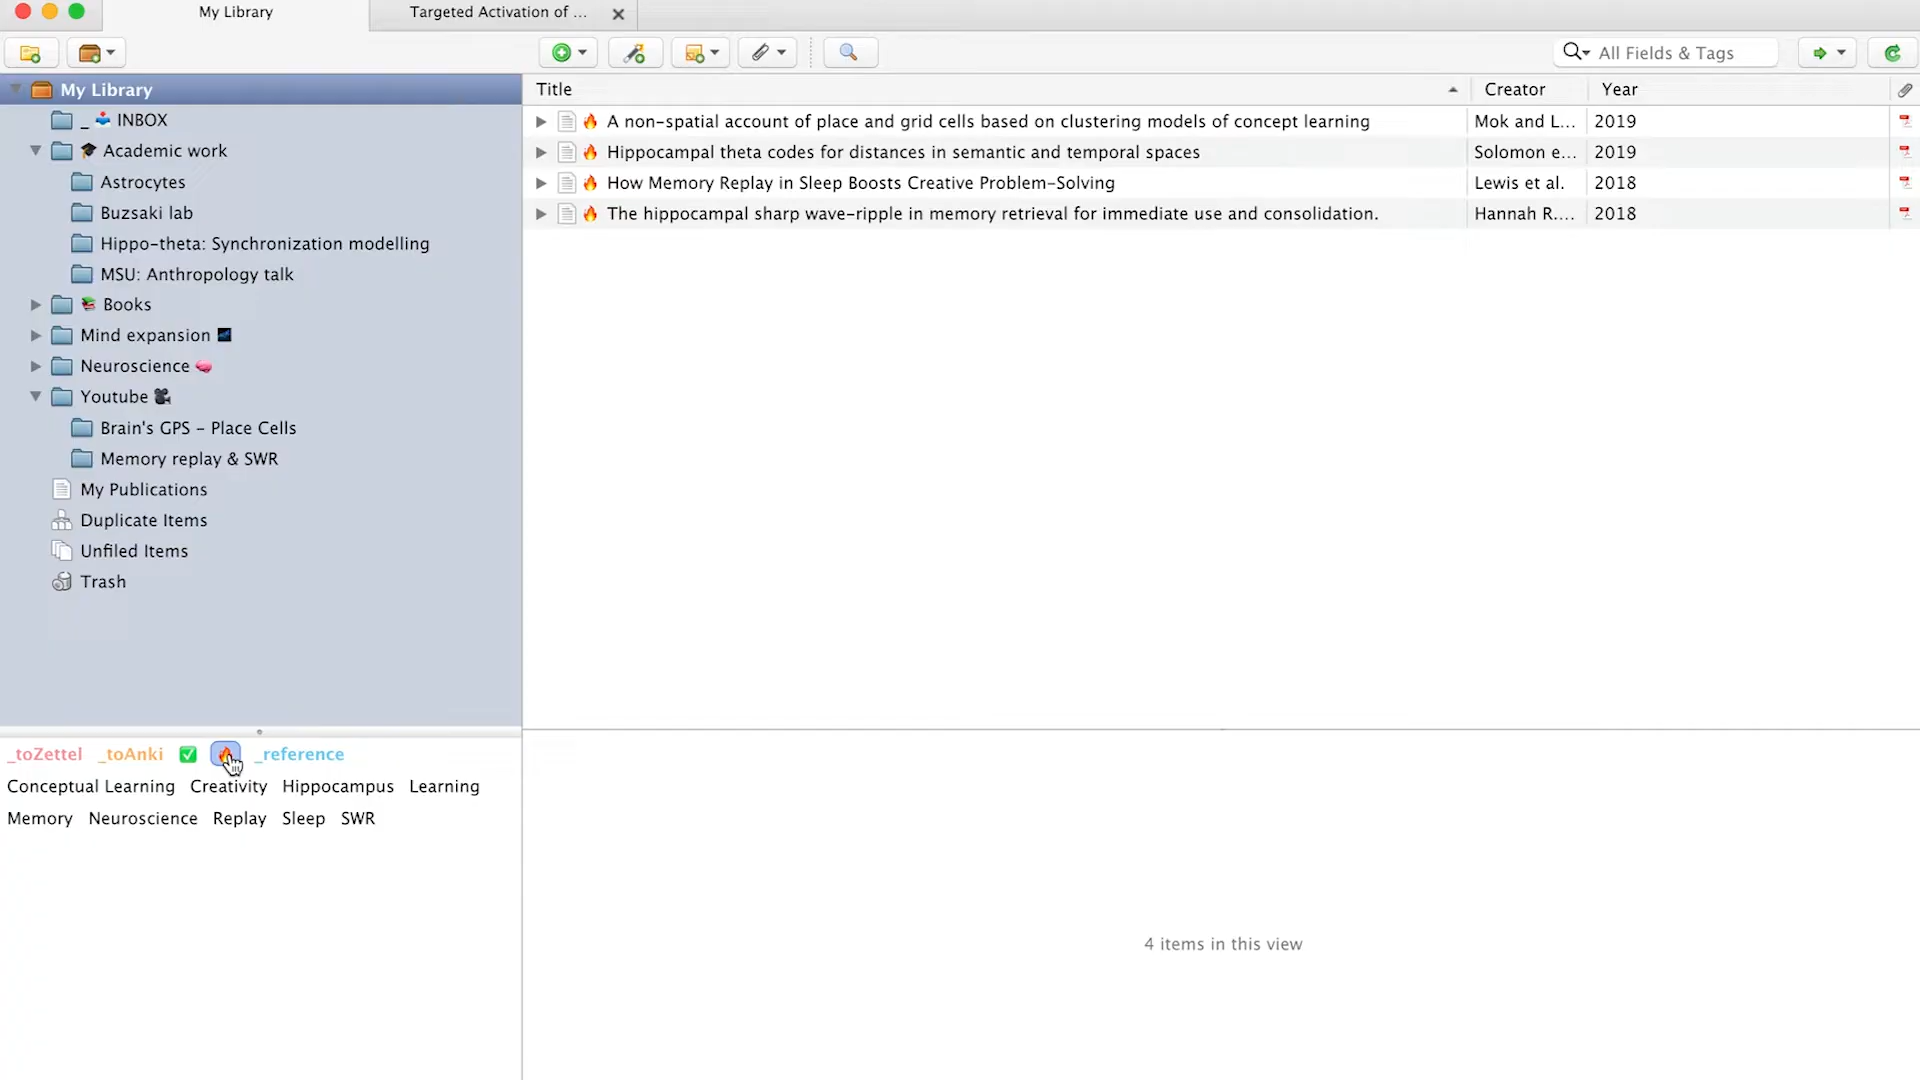 My Library
Targeted Activation of ...
All Fields & Tags
My Library
_ 📥 INBOX
🎓 Academic work
Astrocytes
Buzsaki lab
Hippo-theta: Synchronization modelling
MSU: Anthropology talk
📚 Books
Mind expansion 🌌
Neuroscience 🧠
Youtube 🎥
Brain's GPS – Place Cells
Memory replay & SWR
My Publications
Duplicate Items
Unfiled Items
Trash
_toZettel _toAnki ✅ 🔥 _reference
Conceptual Learning Creativity Hippocampus Learning
Memory Neuroscience Replay Sleep SWR
Title Creator Year
🔥 A non-spatial account of place and grid cells based on clustering models of concept learning Mok and L... 2019
🔥 Hippocampal theta codes for distances in semantic and temporal spaces Solomon e... 2019
🔥 How Memory Replay in Sleep Boosts Creative Problem-Solving Lewis et al. 2018
🔥 The hippocampal sharp wave-ripple in memory retrieval for immediate use and consolidation. Hannah R.... 2018
4 items in this view